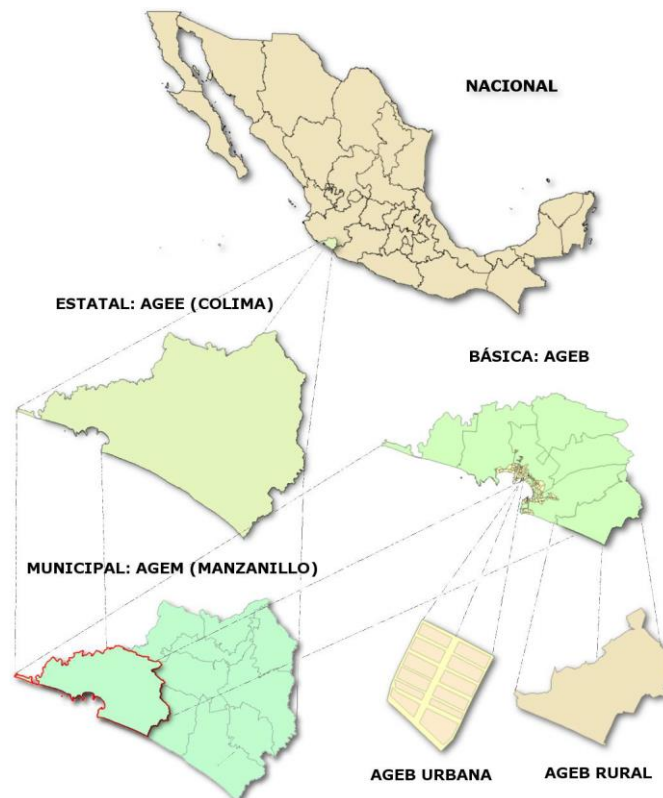 NACIONAL
ESTATAL: AGEE (COLIMA)
BÁSICA: AGEB
MUNICIPAL: AGEM (MANZANILLO)
AGEB URBANA
AGEB RURAL